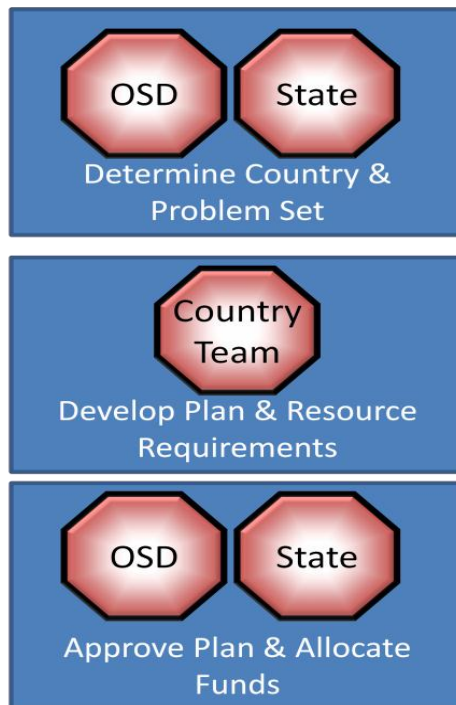 OSD State
Determine Country &
Problem Set
Country
Team
Develop Plan & Resource
Requirements
OSD State
Approve Plan & Allocate
Funds